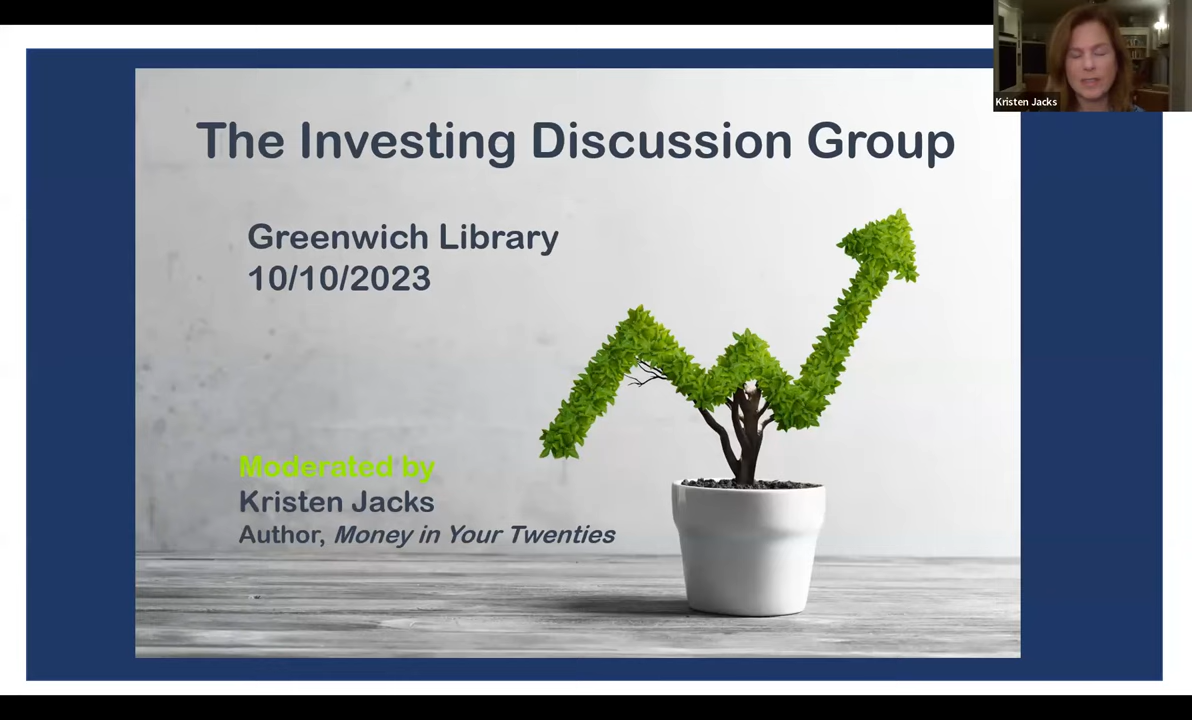 Kristen Jacks
The Investing Discussion Group
Greenwich Library
10/10/2023
Moderated by
Kristen Jacks
Author, Money in Your Twenties